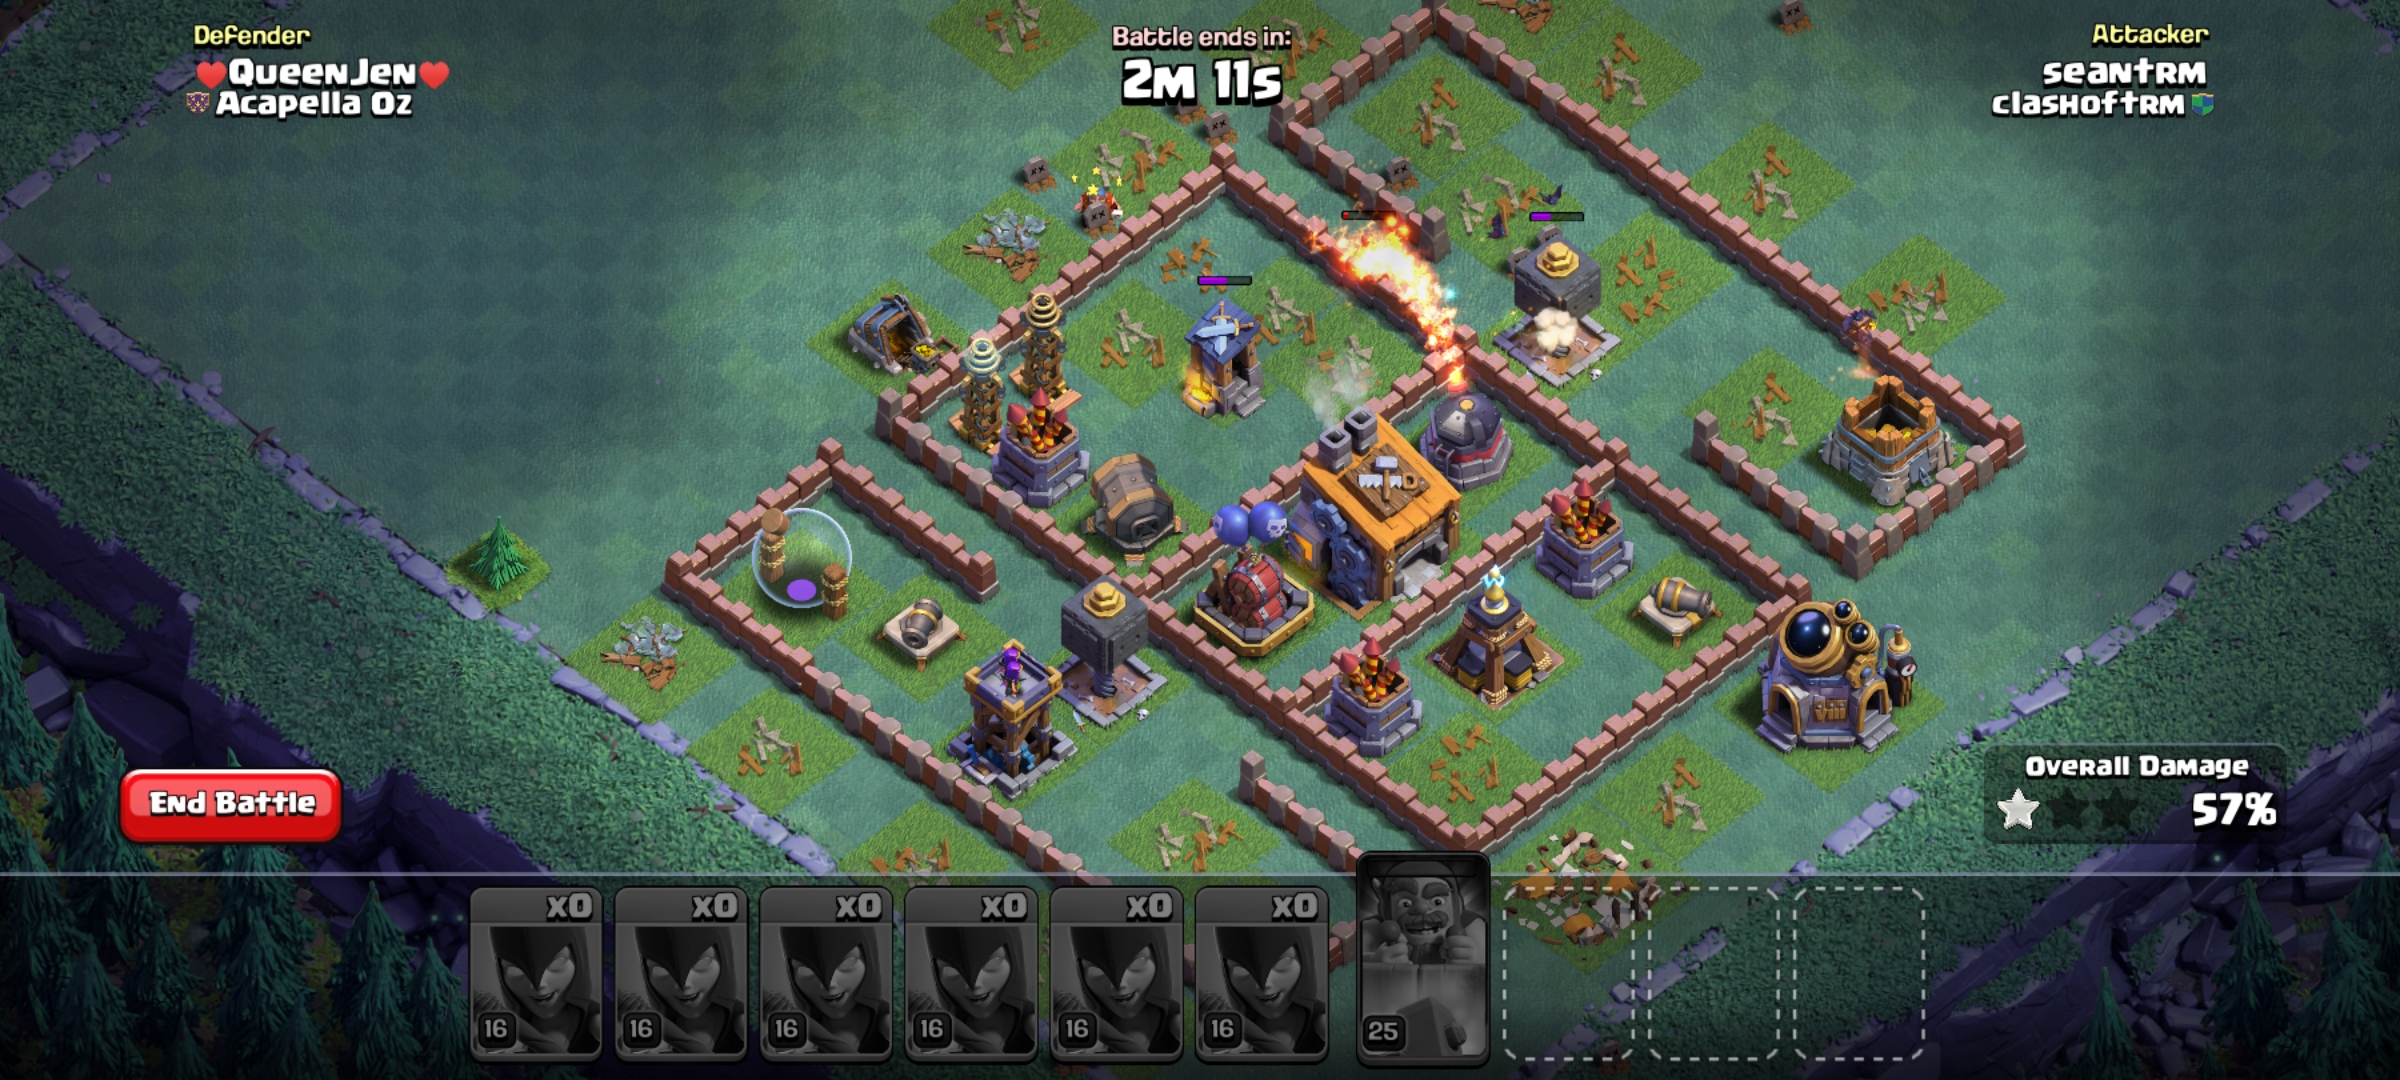 Defender
QueenJen
Acapella Oz
Battle ends in:
2M 11s
Attacker
seantRM
clashoftRM
End Battle
Overall Damage
57%
x0
x0
x0
x0
x0
x0
16
16
16
16
16
16
25
VIII